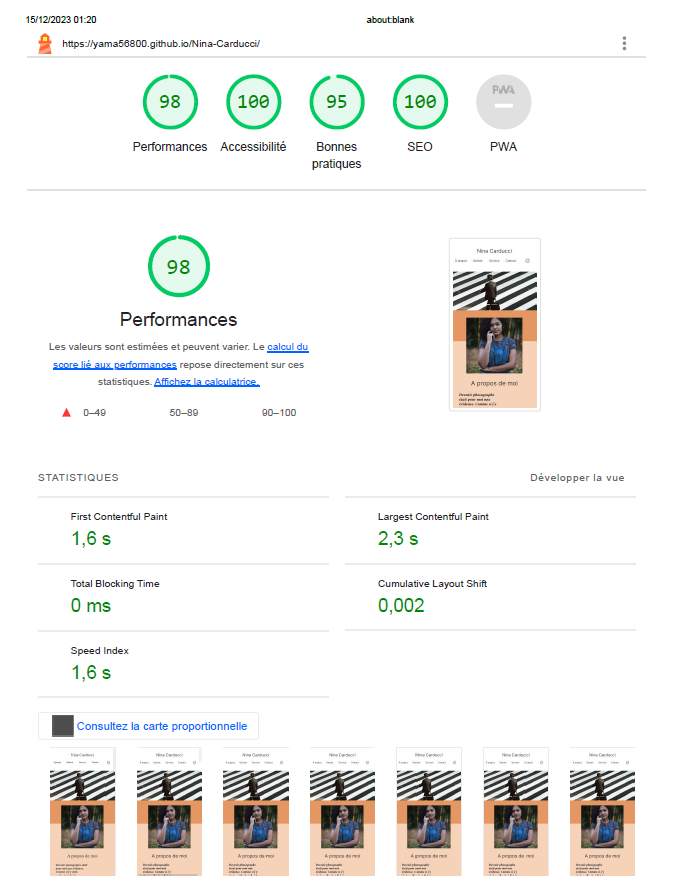 15/12/2023 01:20 about:blank
https://yama56800.github.io/Nina-Carducci/
98 100 95 100 PWA
Performances Accessibilité Bonnes pratiques SEO PWA
98
Performances
Les valeurs sont estimées et peuvent varier. Le calcul du
score lié aux performances repose directement sur ces
statistiques. Affichez la calculatrice.
0–49 50–89 90–100
Nina Carducci
A propos de moi
Devenir photographe
était pour moi une
STATISTIQUES Développer la vue
First Contentful Paint
1,6 s
Largest Contentful Paint
2,3 s
Total Blocking Time
0 ms
Cumulative Layout Shift
0,002
Speed Index
1,6 s
Consultez la carte proportionnelle
Nina Carducci Nina Carducci Nina Carducci Nina Carducci Nina Carducci Nina Carducci Nina Carducci
A propos de moi A propos de moi A propos de moi A propos de moi A propos de moi A propos de moi A propos de moi